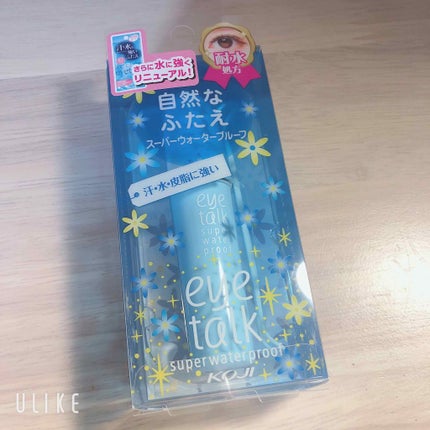 さらに水に強く
リニューアル!
耐水
処方
自然な
ふたえ
スーパーウォータープルーフ
汗・水・皮脂に強い
eye
talk
super
water
proof
eye
talk
super waterproof
KOJI
ULIKE